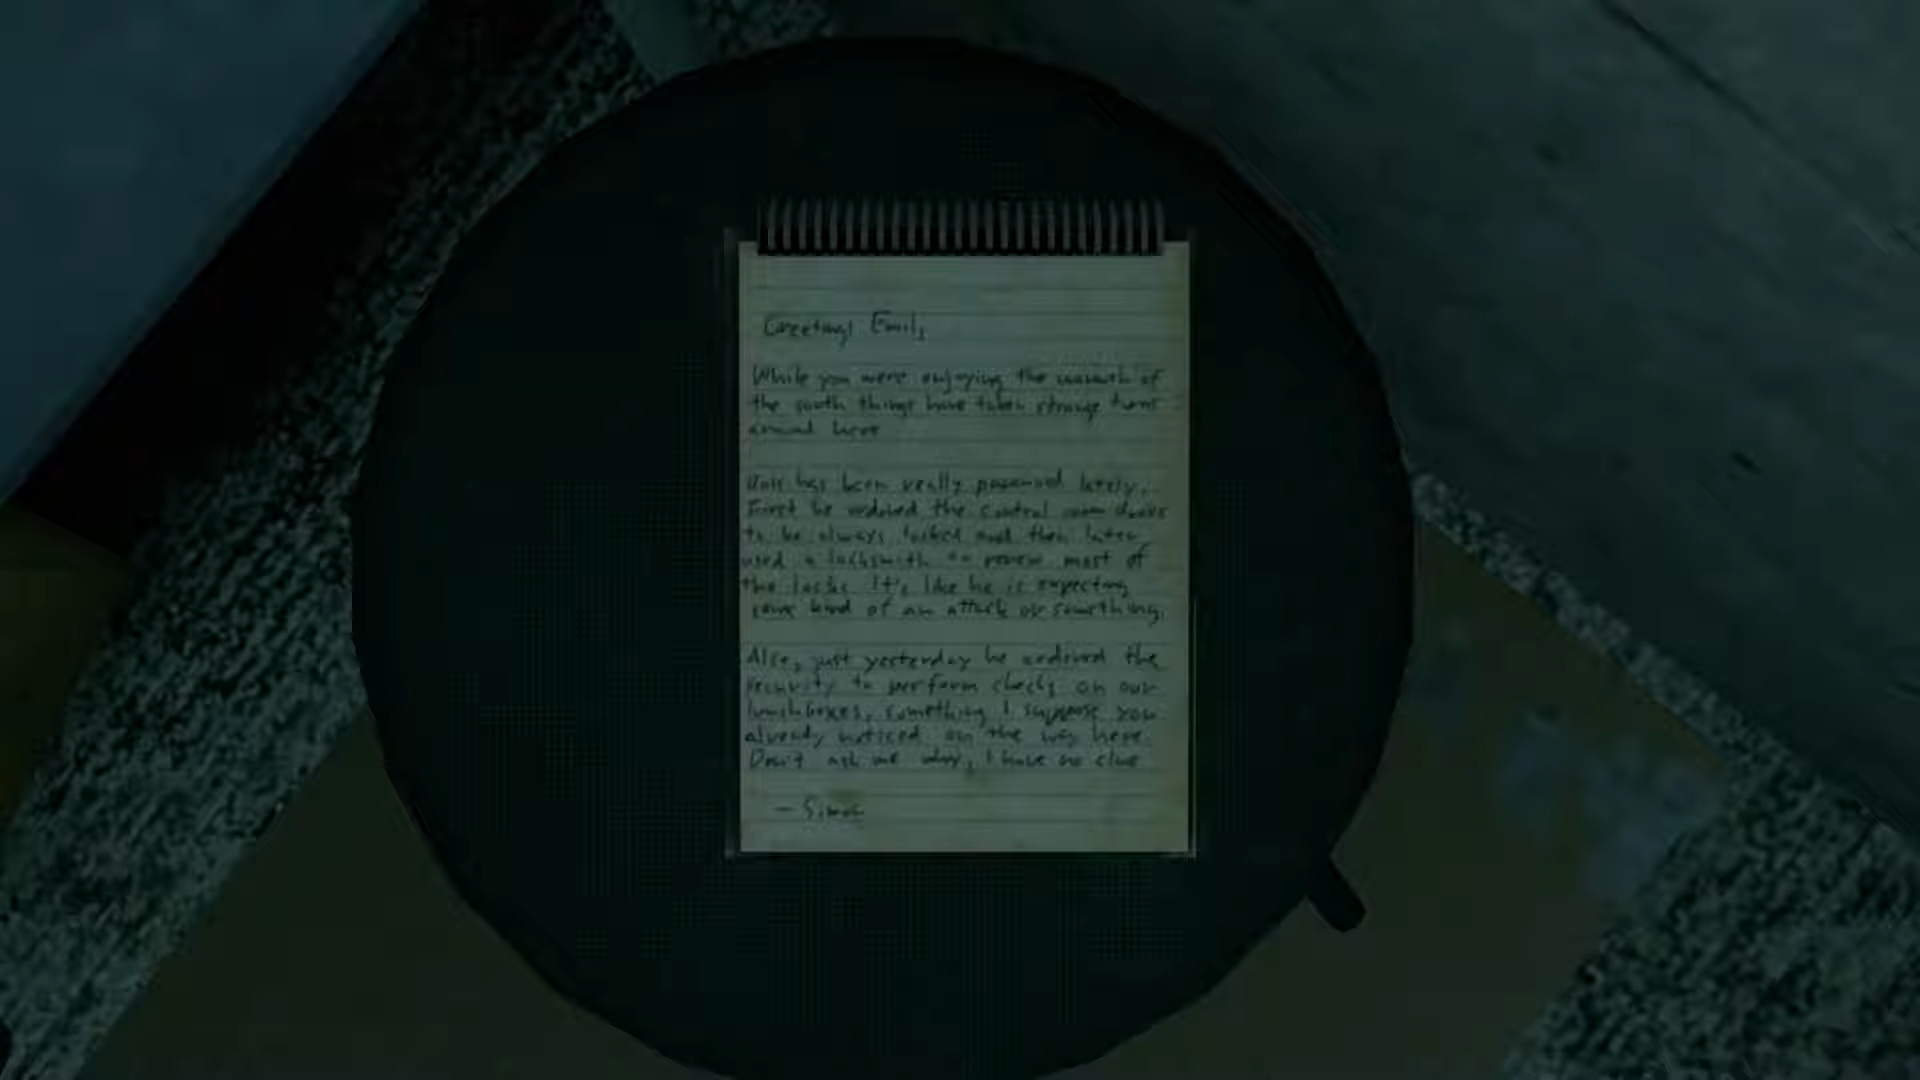 Greetings Emily
While you were enjoying the warmth of
the south things have taken strange turns
around here
has been really paranoid lately.
First he ordered the control room doors
to be always locked and then later
used a locksmith to renew most of
the locks. It's like he is expecting
some kind of an attack or something.
Also, just yesterday he ordered the
security to perform checks on our
lunchboxes, something I suppose you
already noticed on the way here.
Don't ask me why, I have no clue
– Simon